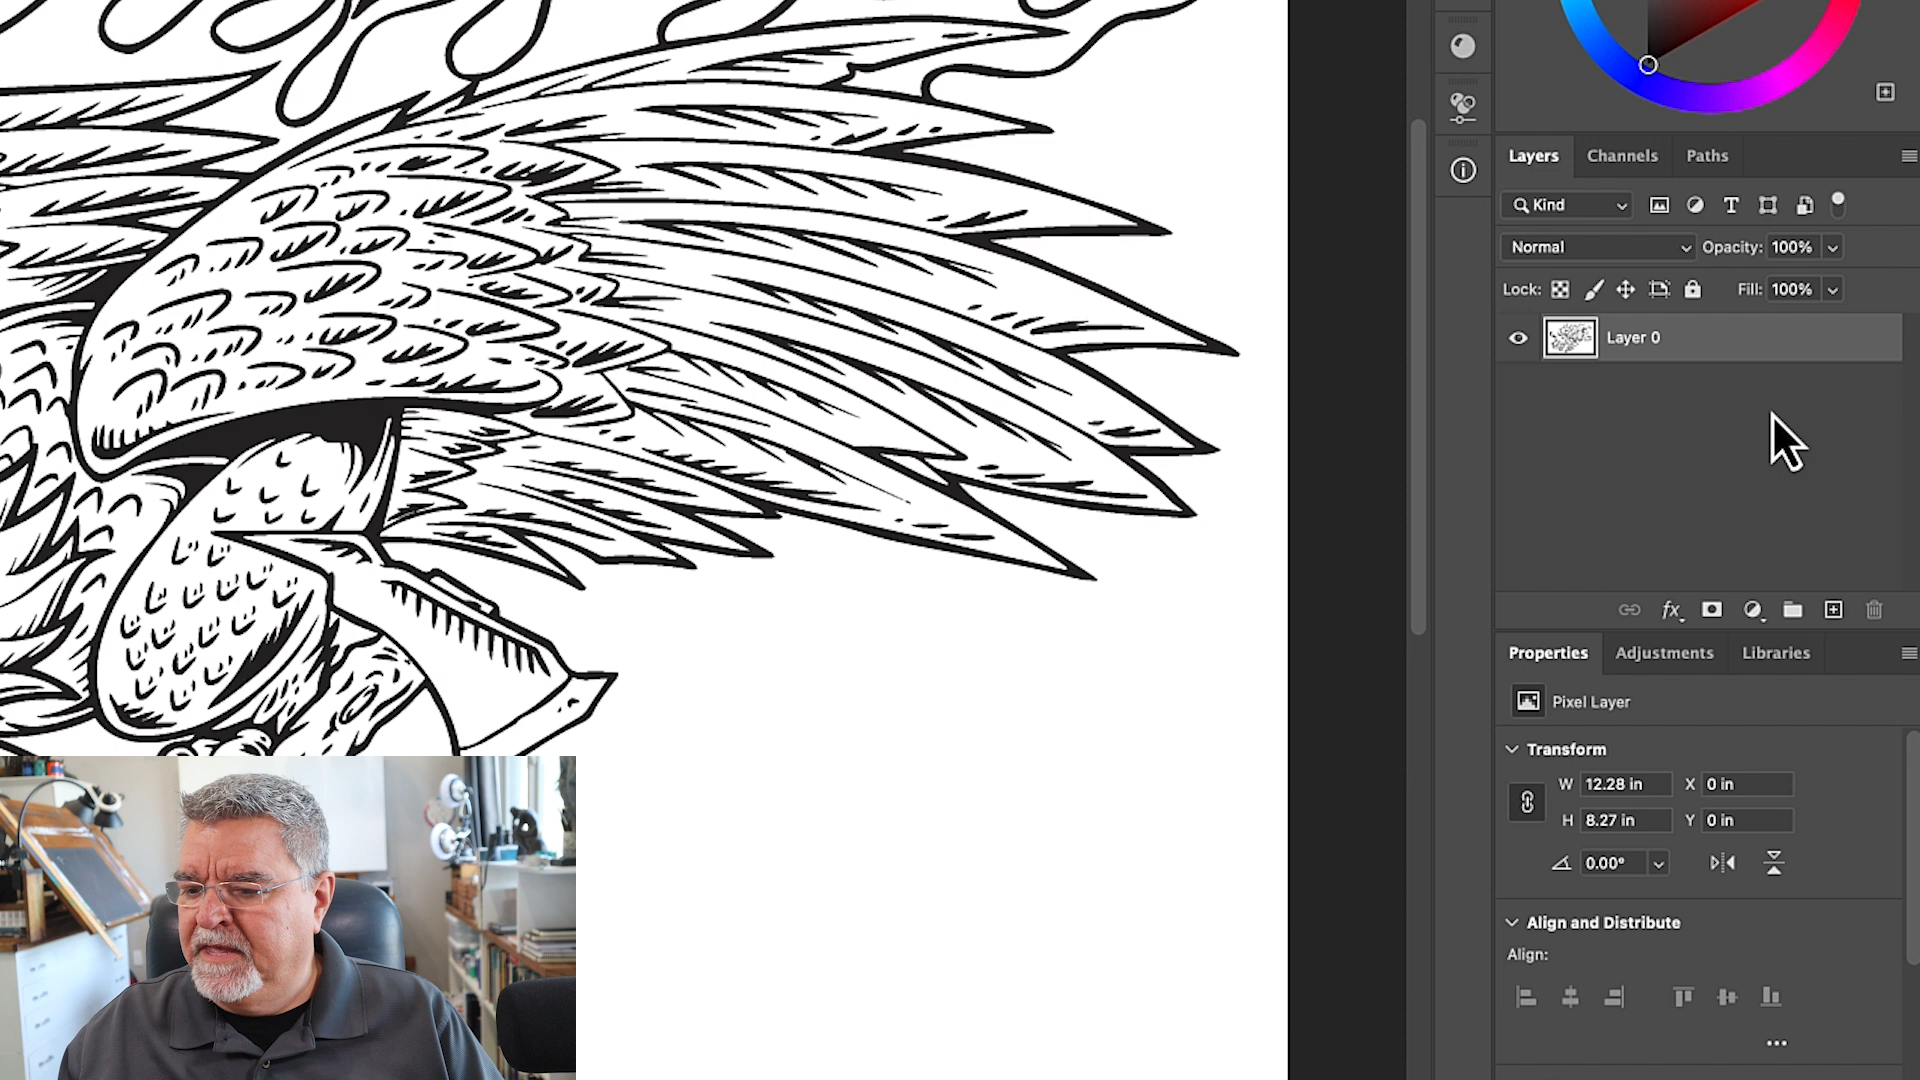 Layers Channels Paths
Kind
Normal Opacity: 100%
Lock: Fill: 100%
Layer 0
fx
Properties Adjustments Libraries
Pixel Layer
Transform
W 12.28 in X 0 in
H 8.27 in Y 0 in
0.00°
Align and Distribute
Align: